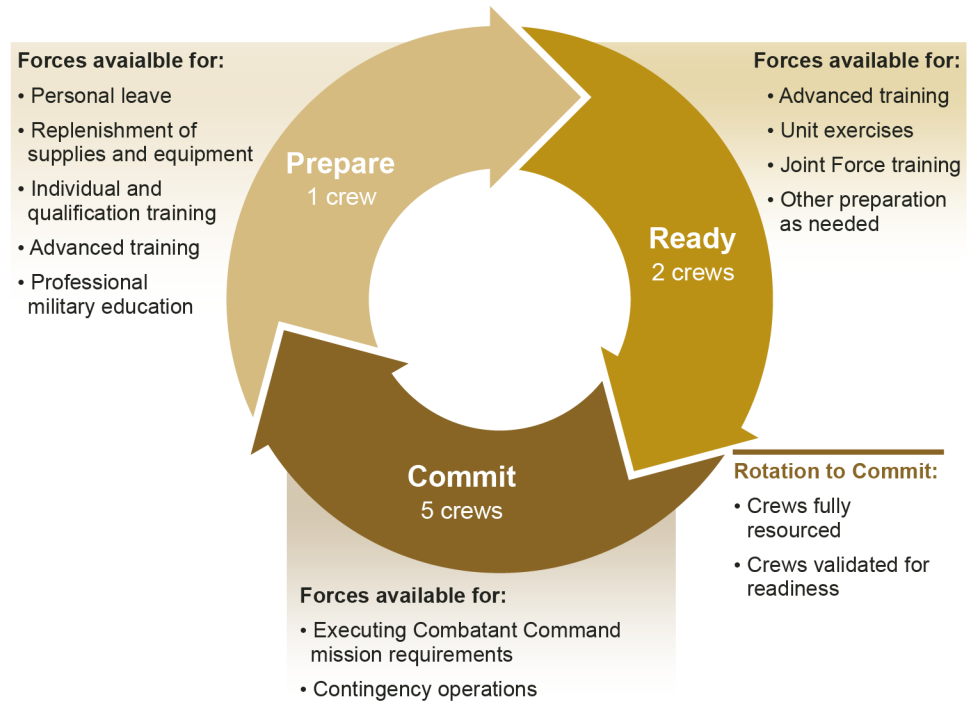 Forces avaialble for:
• Personal leave
• Replenishment of
supplies and equipment
• Individual and
qualification training
• Advanced training
• Professional
military education
Prepare
1 crew
Ready
2 crews
Forces available for:
• Advanced training
• Unit exercises
• Joint Force training
• Other preparation
as needed
Commit
5 crews
Rotation to Commit:
• Crews fully
resourced
• Crews validated for
readiness
Forces available for:
• Executing Combatant Command
mission requirements
• Contingency operations